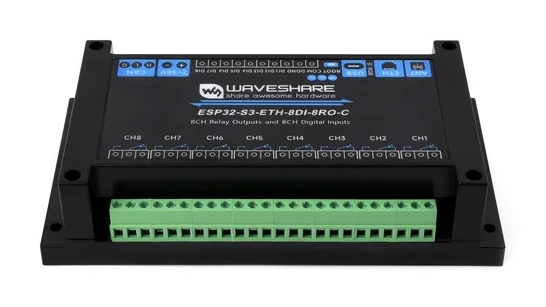 CAN
7~36V
BOOT COM DGND DI1 DI2 DI3 DI4 DI5 DI6 DI7 DI8
USB
ETH
ANT
WAVESHARE
share awesome hardware
ESP32-S3-ETH-8DI-8RO-C
8CH Relay Outputs and 8CH Digital Inputs
CH8 CH7 CH6 CH5 CH4 CH3 CH2 CH1